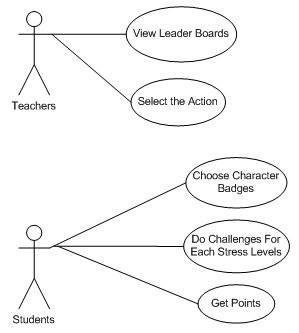 View Leader Boards
Teachers
Select the Action
Choose Character
Badges
Do Challenges For
Each Stress Levels
Get Points
Students